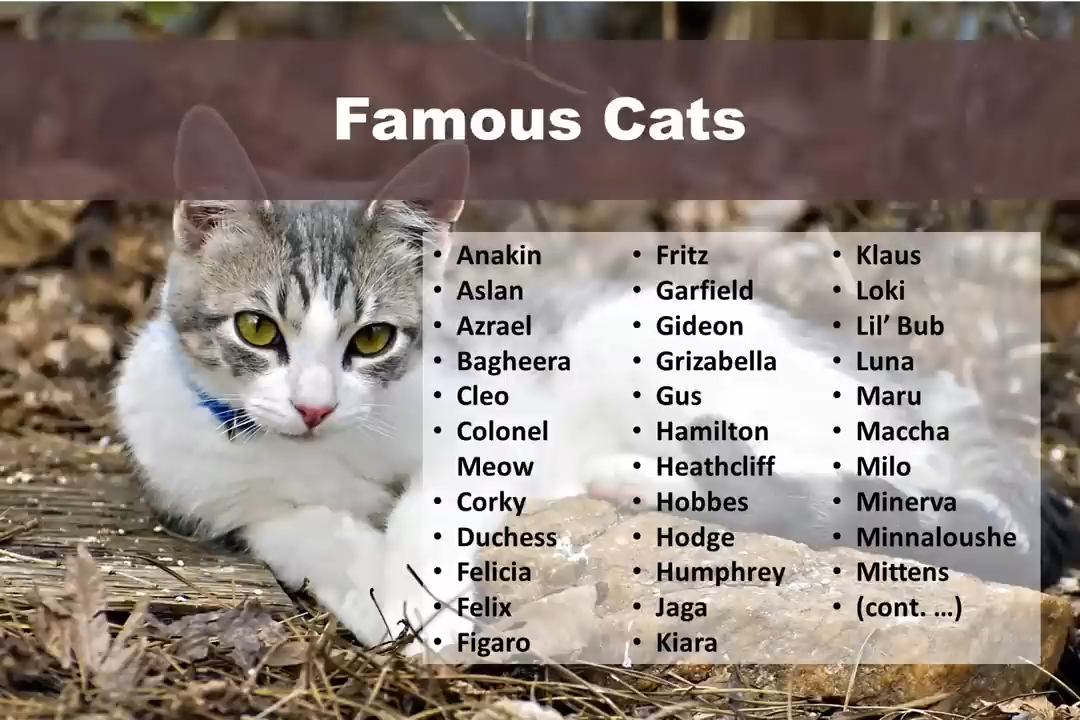 Famous Cats
• Anakin
• Aslan
• Azrael
• Bagheera
• Cleo
• Colonel
Meow
• Corky
• Duchess
• Felicia
• Felix
• Figaro
• Fritz
• Garfield
• Gideon
• Grizabella
• Gus
• Hamilton
• Heathcliff
• Hobbes
• Hodge
• Humphrey
• Jaga
• Kiara
• Klaus
• Loki
• Lil’ Bub
• Luna
• Maru
• Maccha
• Milo
• Minerva
• Minnaloushe
• Mittens
• (cont. …)